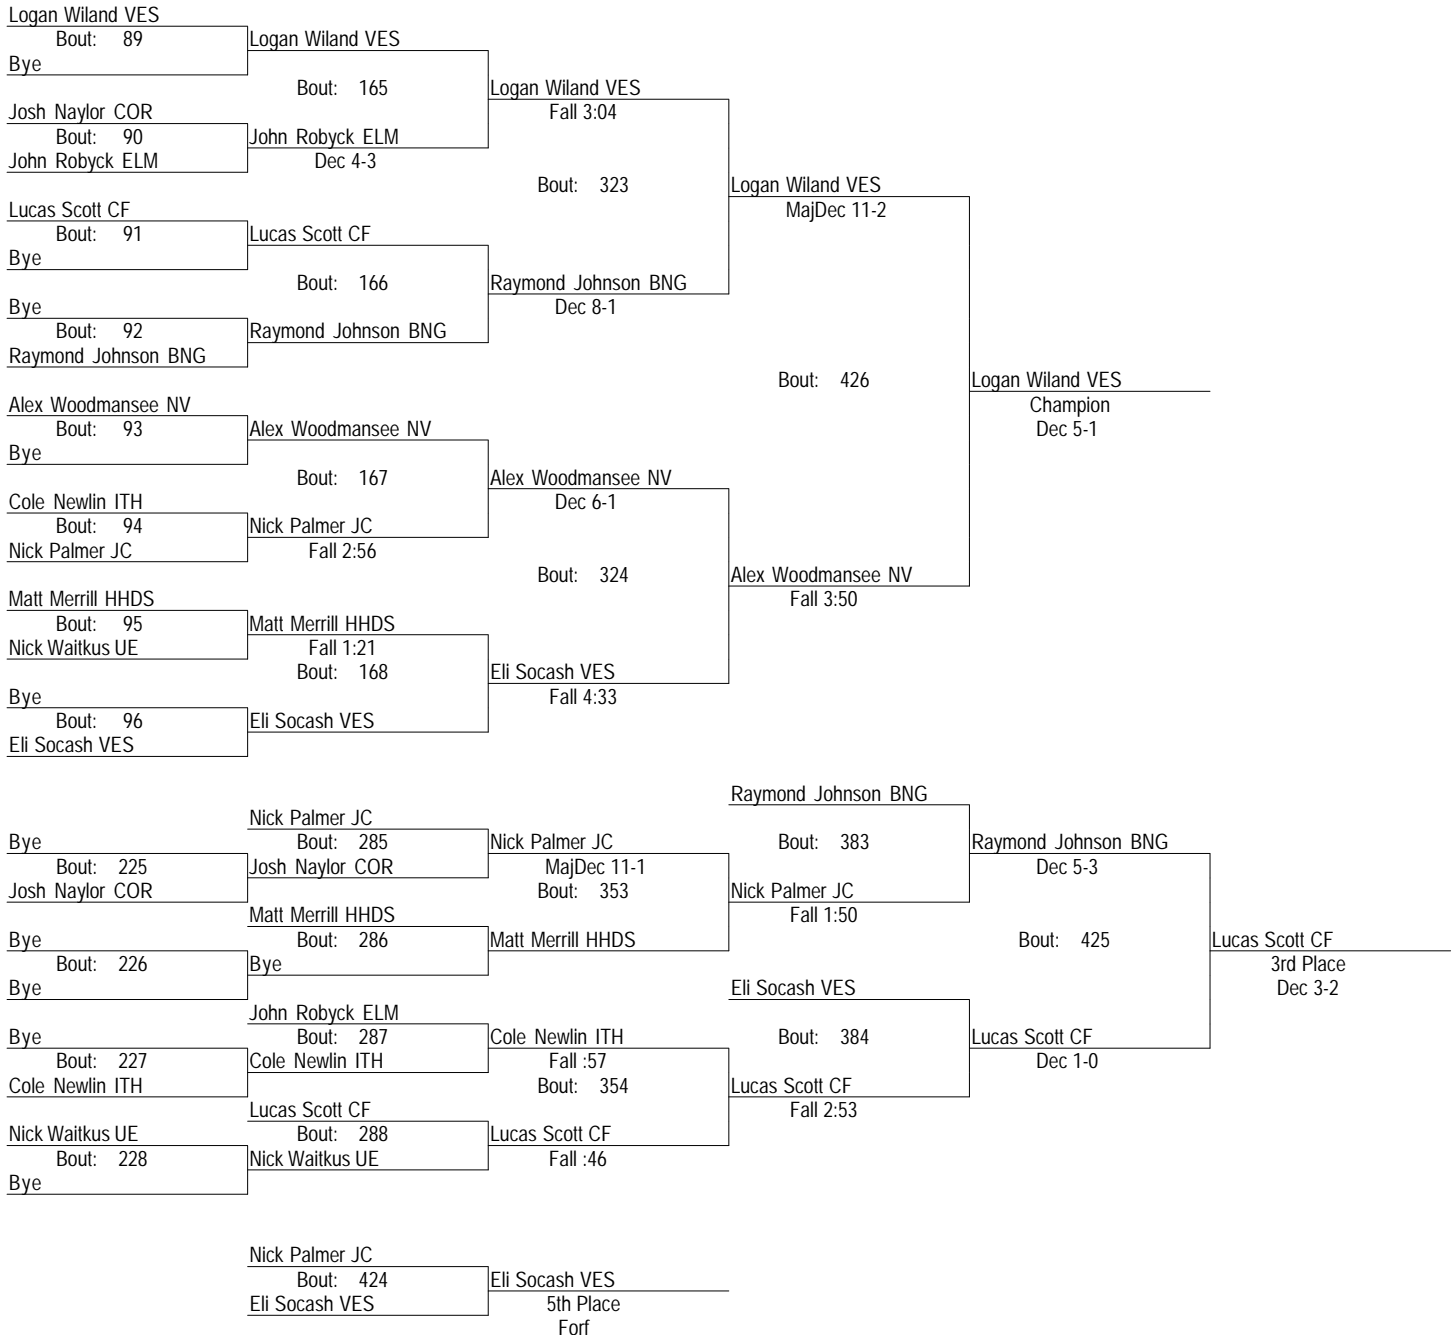 Logan Wiland VES
Bout: 89
Bye
Logan Wiland VES
Bout: 165
Josh Naylor COR
Bout: 90
John Robyck ELM
John Robyck ELM
Dec 4-3
Logan Wiland VES
Fall 3:04
Bout: 323
Lucas Scott CF
Bout: 91
Bye
Lucas Scott CF
Bout: 166
Bye
Bout: 92
Raymond Johnson BNG
Raymond Johnson BNG
Raymond Johnson BNG
Dec 8-1
Logan Wiland VES
MajDec 11-2
Bout: 426
Alex Woodmansee NV
Bout: 93
Bye
Alex Woodmansee NV
Bout: 167
Cole Newlin ITH
Bout: 94
Nick Palmer JC
Nick Palmer JC
Fall 2:56
Alex Woodmansee NV
Dec 6-1
Bout: 324
Matt Merrill HHDS
Bout: 95
Nick Waitkus UE
Matt Merrill HHDS
Fall 1:21
Bout: 168
Bye
Bout: 96
Eli Socash VES
Eli Socash VES
Eli Socash VES
Fall 4:33
Alex Woodmansee NV
Fall 3:50
Logan Wiland VES
Champion
Dec 5-1
Bye
Bout: 225
Josh Naylor COR
Nick Palmer JC
Bout: 285
Josh Naylor COR
Nick Palmer JC
MajDec 11-1
Bout: 353
Bye
Bout: 226
Bye
Matt Merrill HHDS
Bout: 286
Bye
Matt Merrill HHDS
Raymond Johnson BNG
Bout: 383
Nick Palmer JC
Fall 1:50
Raymond Johnson BNG
Dec 5-3
Bout: 425
Bye
Bout: 227
Cole Newlin ITH
John Robyck ELM
Bout: 287
Cole Newlin ITH
Cole Newlin ITH
Fall :57
Bout: 354
Nick Waitkus UE
Bout: 228
Bye
Lucas Scott CF
Bout: 288
Nick Waitkus UE
Lucas Scott CF
Fall :46
Eli Socash VES
Bout: 384
Lucas Scott CF
Fall 2:53
Lucas Scott CF
Dec 1-0
Lucas Scott CF
3rd Place
Dec 3-2
Nick Palmer JC
Bout: 424
Eli Socash VES
Eli Socash VES
5th Place
Forf